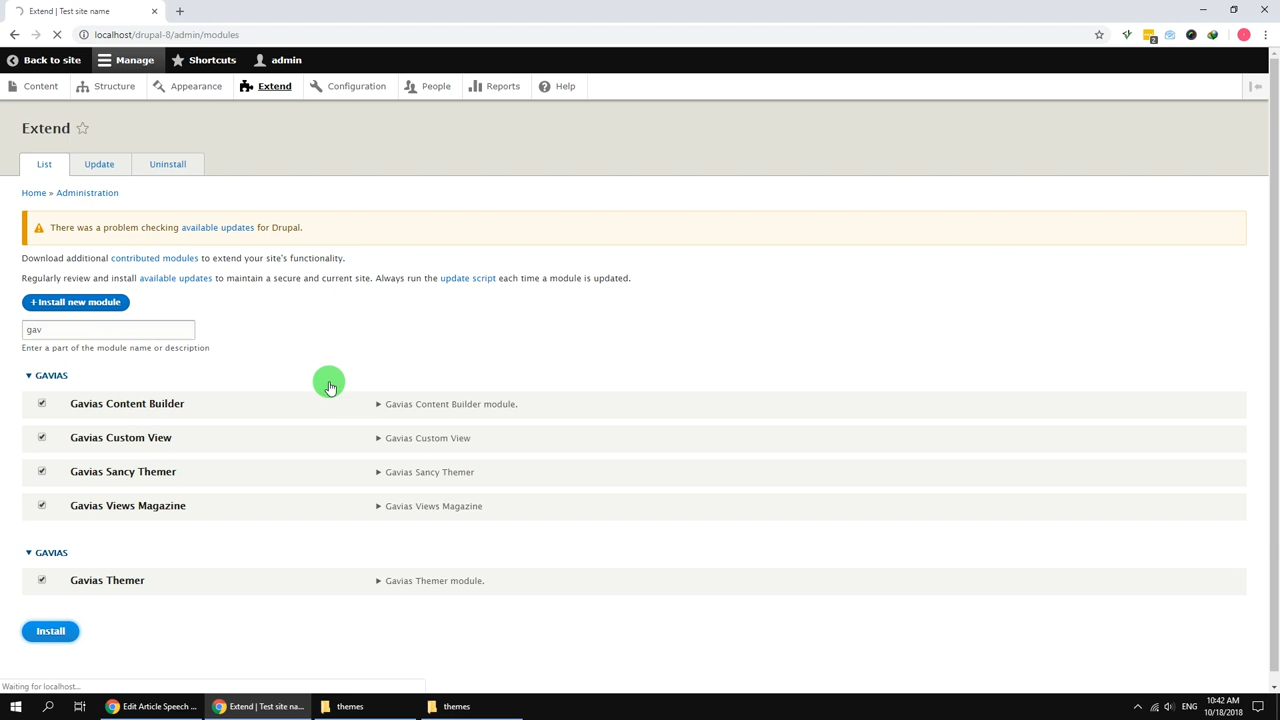 Extend | Test site name
localhost/drupal-8/admin/modules
2
Back to site
Manage
Shortcuts
admin
Content
Structure
Appearance
Extend
Configuration
People
Reports
Help
Extend
List
Update
Uninstall
Home » Administration
There was a problem checking available updates for Drupal.
Download additional contributed modules to extend your site's functionality.
Regularly review and install available updates to maintain a secure and current site. Always run the update script each time a module is updated.
+Install new module
gav
Enter a part of the module name or description
GAVIAS
Gavias Content Builder
Gavias Content Builder module.
Gavias Custom View
Gavias Custom View
Gavias Sancy Themer
Gavias Sancy Themer
Gavias Views Magazine
Gavias Views Magazine
GAVIAS
Gavias Themer
Gavias Themer module.
Install
Waiting for localhost...
Edit Article Speech ...
Extend | Test site na...
themes
themes
ENG
10:42 AM
10/18/2018